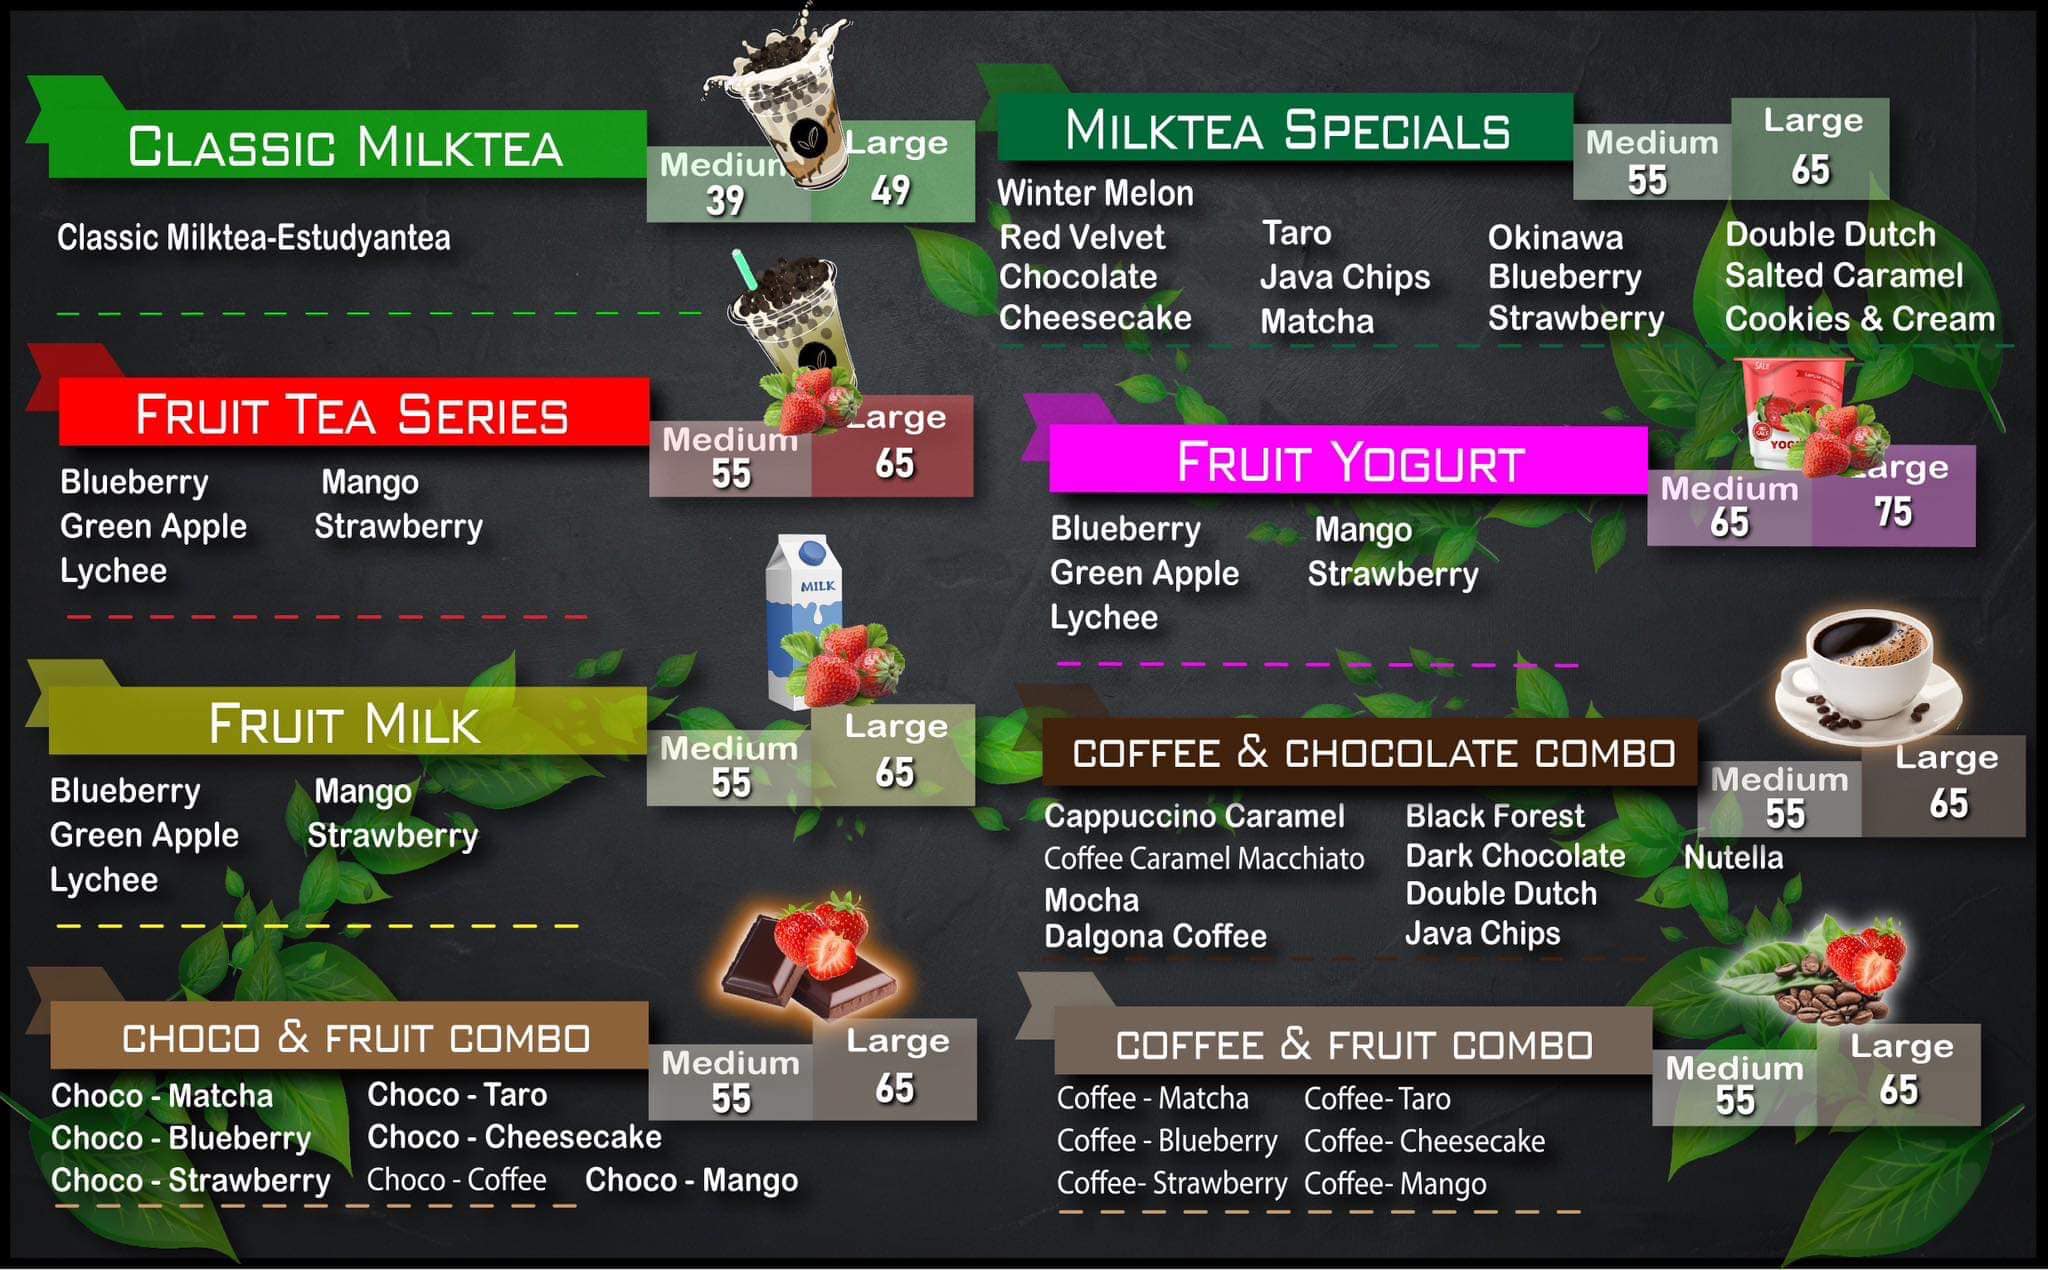 CLASSIC MILKTEA
Medium Large
39 49
Classic Milktea-Estudyantea
FRUIT TEA SERIES
Medium Large
55 65
Blueberry Mango
Green Apple Strawberry
Lychee
MILK
FRUIT MILK
Medium Large
55 65
Blueberry Mango
Green Apple Strawberry
Lychee
CHOCO & FRUIT COMBO
Medium Large
55 65
Choco - Matcha Choco - Taro
Choco - Blueberry Choco - Cheesecake
Choco - Strawberry Choco - Coffee Choco - Mango
MILKTEA SPECIALS
Medium Large
55 65
Winter Melon
Red Velvet Taro Okinawa Double Dutch
Chocolate Java Chips Blueberry Salted Caramel
Cheesecake Matcha Strawberry Cookies & Cream
FRUIT YOGURT
Medium Large
65 75
Blueberry Mango
Green Apple Strawberry
Lychee
COFFEE & CHOCOLATE COMBO
Medium Large
55 65
Cappuccino Caramel Black Forest
Coffee Caramel Macchiato Dark Chocolate Nutella
Mocha Double Dutch
Dalgona Coffee Java Chips
COFFEE & FRUIT COMBO
Medium Large
55 65
Coffee - Matcha Coffee- Taro
Coffee - Blueberry Coffee- Cheesecake
Coffee- Strawberry Coffee- Mango